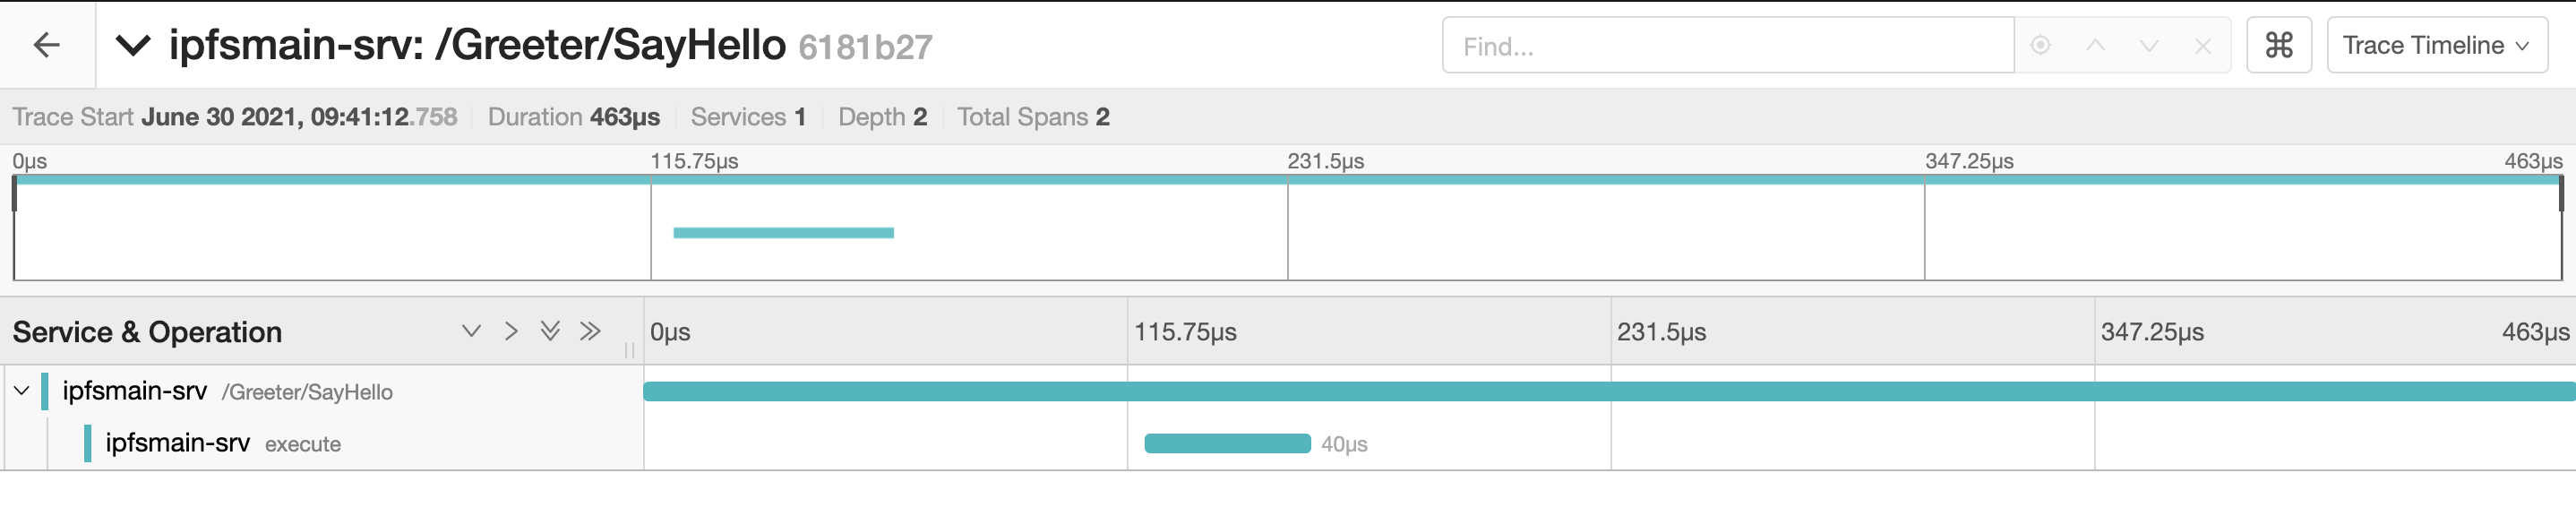 ipfsmain-srv: /Greeter/SayHello 6181b27 Find... ⌘ Trace Timeline
Trace Start June 30 2021, 09:41:12.758 Duration 463μs Services 1 Depth 2 Total Spans 2
0μs 115.75μs 231.5μs 347.25μs 463μs
Service & Operation 0μs 115.75μs 231.5μs 347.25μs 463μs
ipfsmain-srv /Greeter/SayHello
ipfsmain-srv execute 40μs